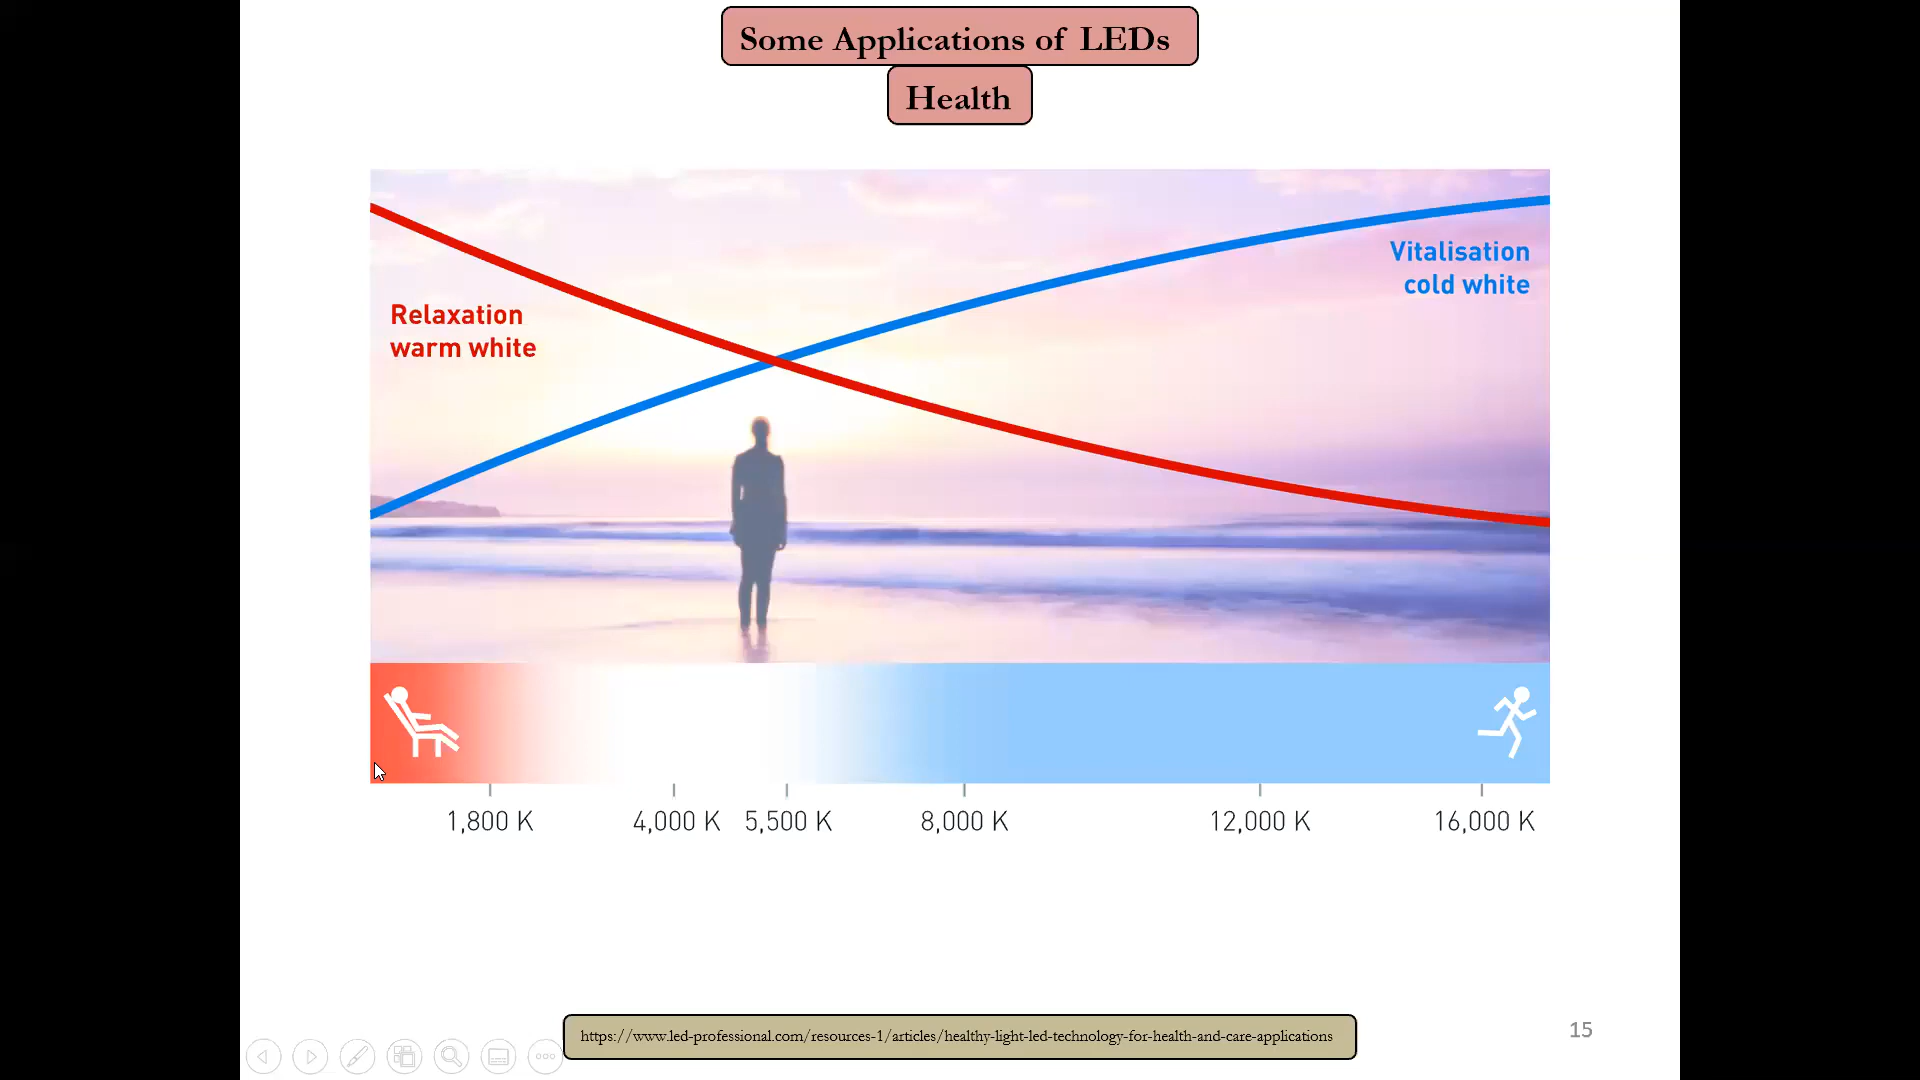 Some Applications of LEDs
Health
Vitalisation
cold white
Relaxation
warm white
1,800 K 4,000 K 5,500 K 8,000 K 12,000 K 16,000 K
https://www.led-professional.com/resources-1/articles/healthy-light-led-technology-for-health-and-care-applications
15